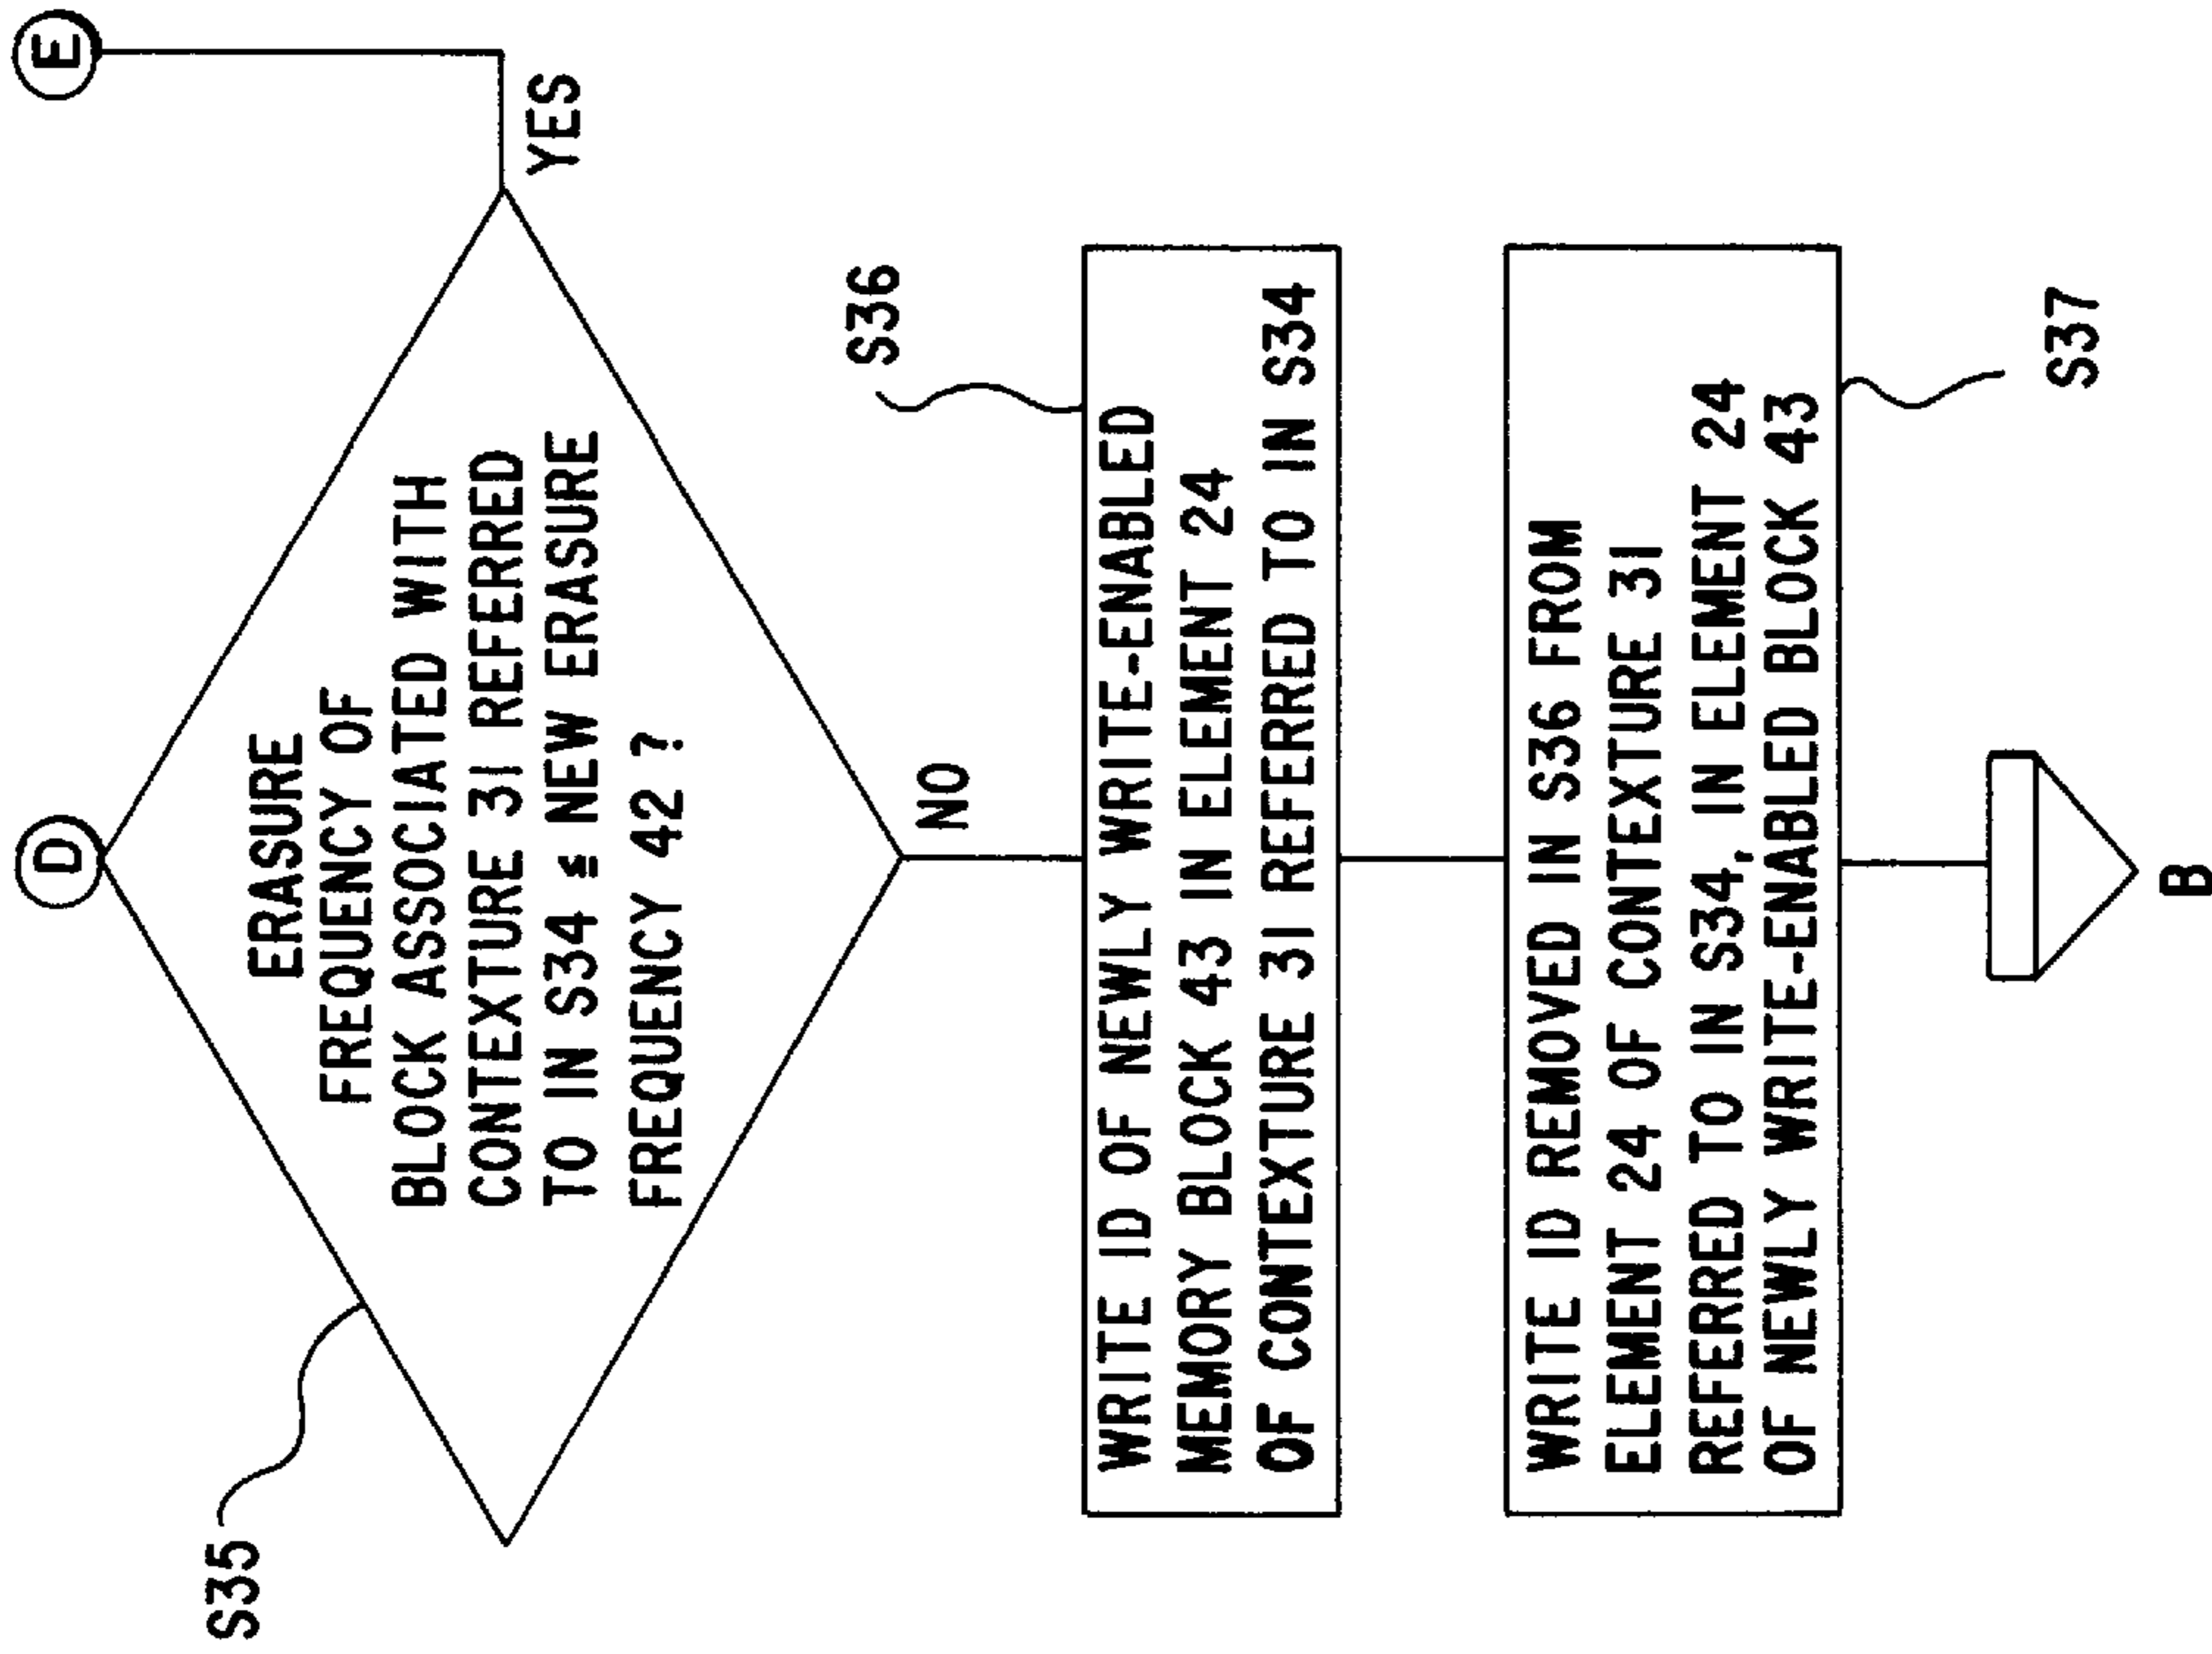 D
E
S35
ERASURE
FREQUENCY OF
BLOCK ASSOCIATED WITH
CONTEXTURE 31 REFERRED
TO IN S34 ≦ NEW ERASURE
FREQUENCY 42 ?
YES
NO
S36
WRITE ID OF NEWLY WRITE-ENABLED
MEMORY BLOCK 43 IN ELEMENT 24
OF CONTEXTURE 31 REFERRED TO IN S34
WRITE ID REMOVED IN S36 FROM
ELEMENT 24 OF CONTEXTURE 31
REFERRED TO IN S34, IN ELEMENT 24
OF NEWLY WRITE-ENABLED BLOCK 43
S37
B